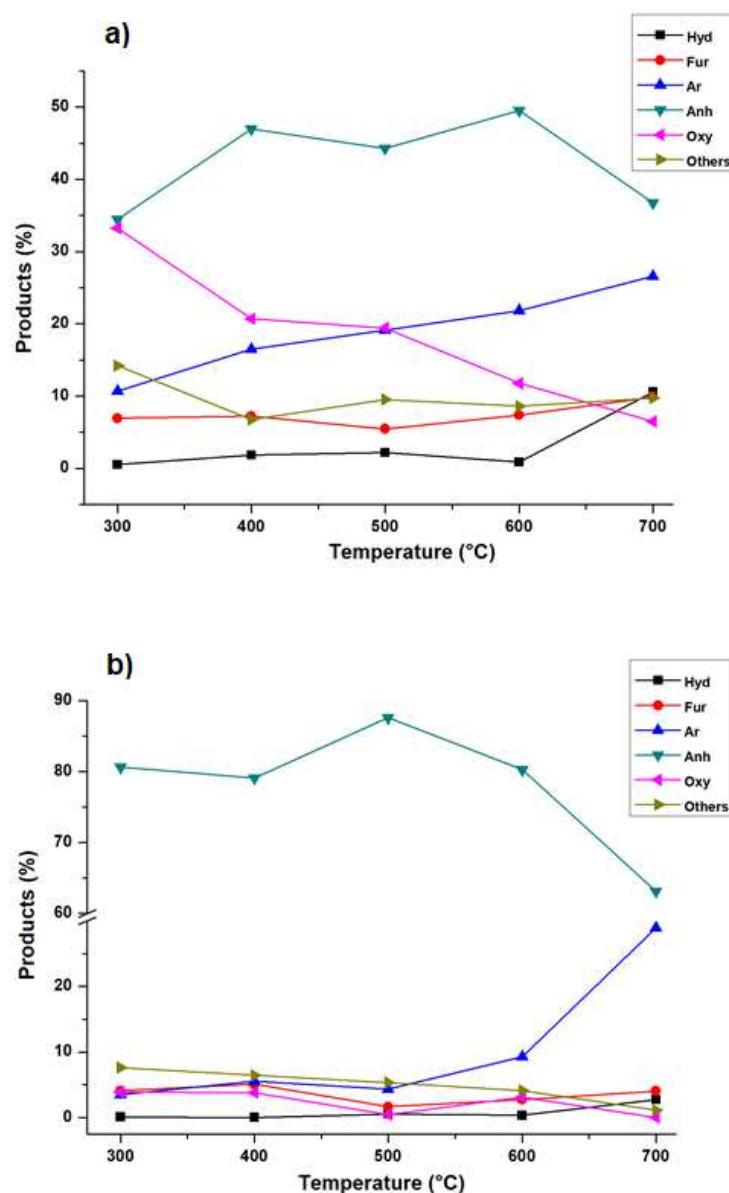 a)
Hyd
Fur
Ar
Anh
Oxy
Others
50
40
30
20
10
0
Products (%)
300 400 500 600 700
Temperature (°C)
b)
Hyd
Fur
Ar
Anh
Oxy
Others
90
80
70
60
20
10
0
Products (%)
300 400 500 600 700
Temperature (°C)